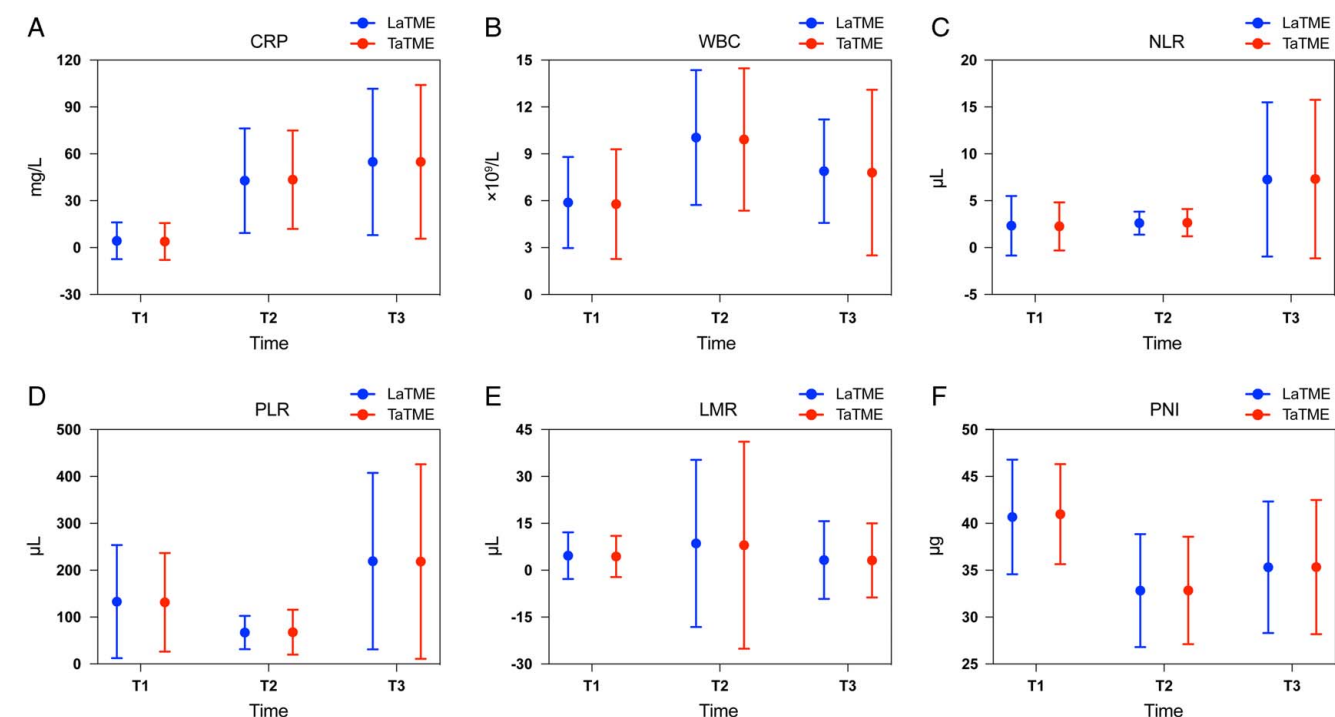 A
CRP
LaTME
TaTME
mg/L
120
90
60
30
0
-30
T1 T2 T3
Time
B
WBC
LaTME
TaTME
×10⁹/L
15
12
9
6
3
0
T1 T2 T3
Time
C
NLR
LaTME
TaTME
µL
20
15
10
5
0
-5
T1 T2 T3
Time
D
PLR
LaTME
TaTME
µL
500
400
300
200
100
0
T1 T2 T3
Time
E
LMR
LaTME
TaTME
µL
45
30
15
0
-15
-30
T1 T2 T3
Time
F
PNI
LaTME
TaTME
µg
50
45
40
35
30
25
T1 T2 T3
Time